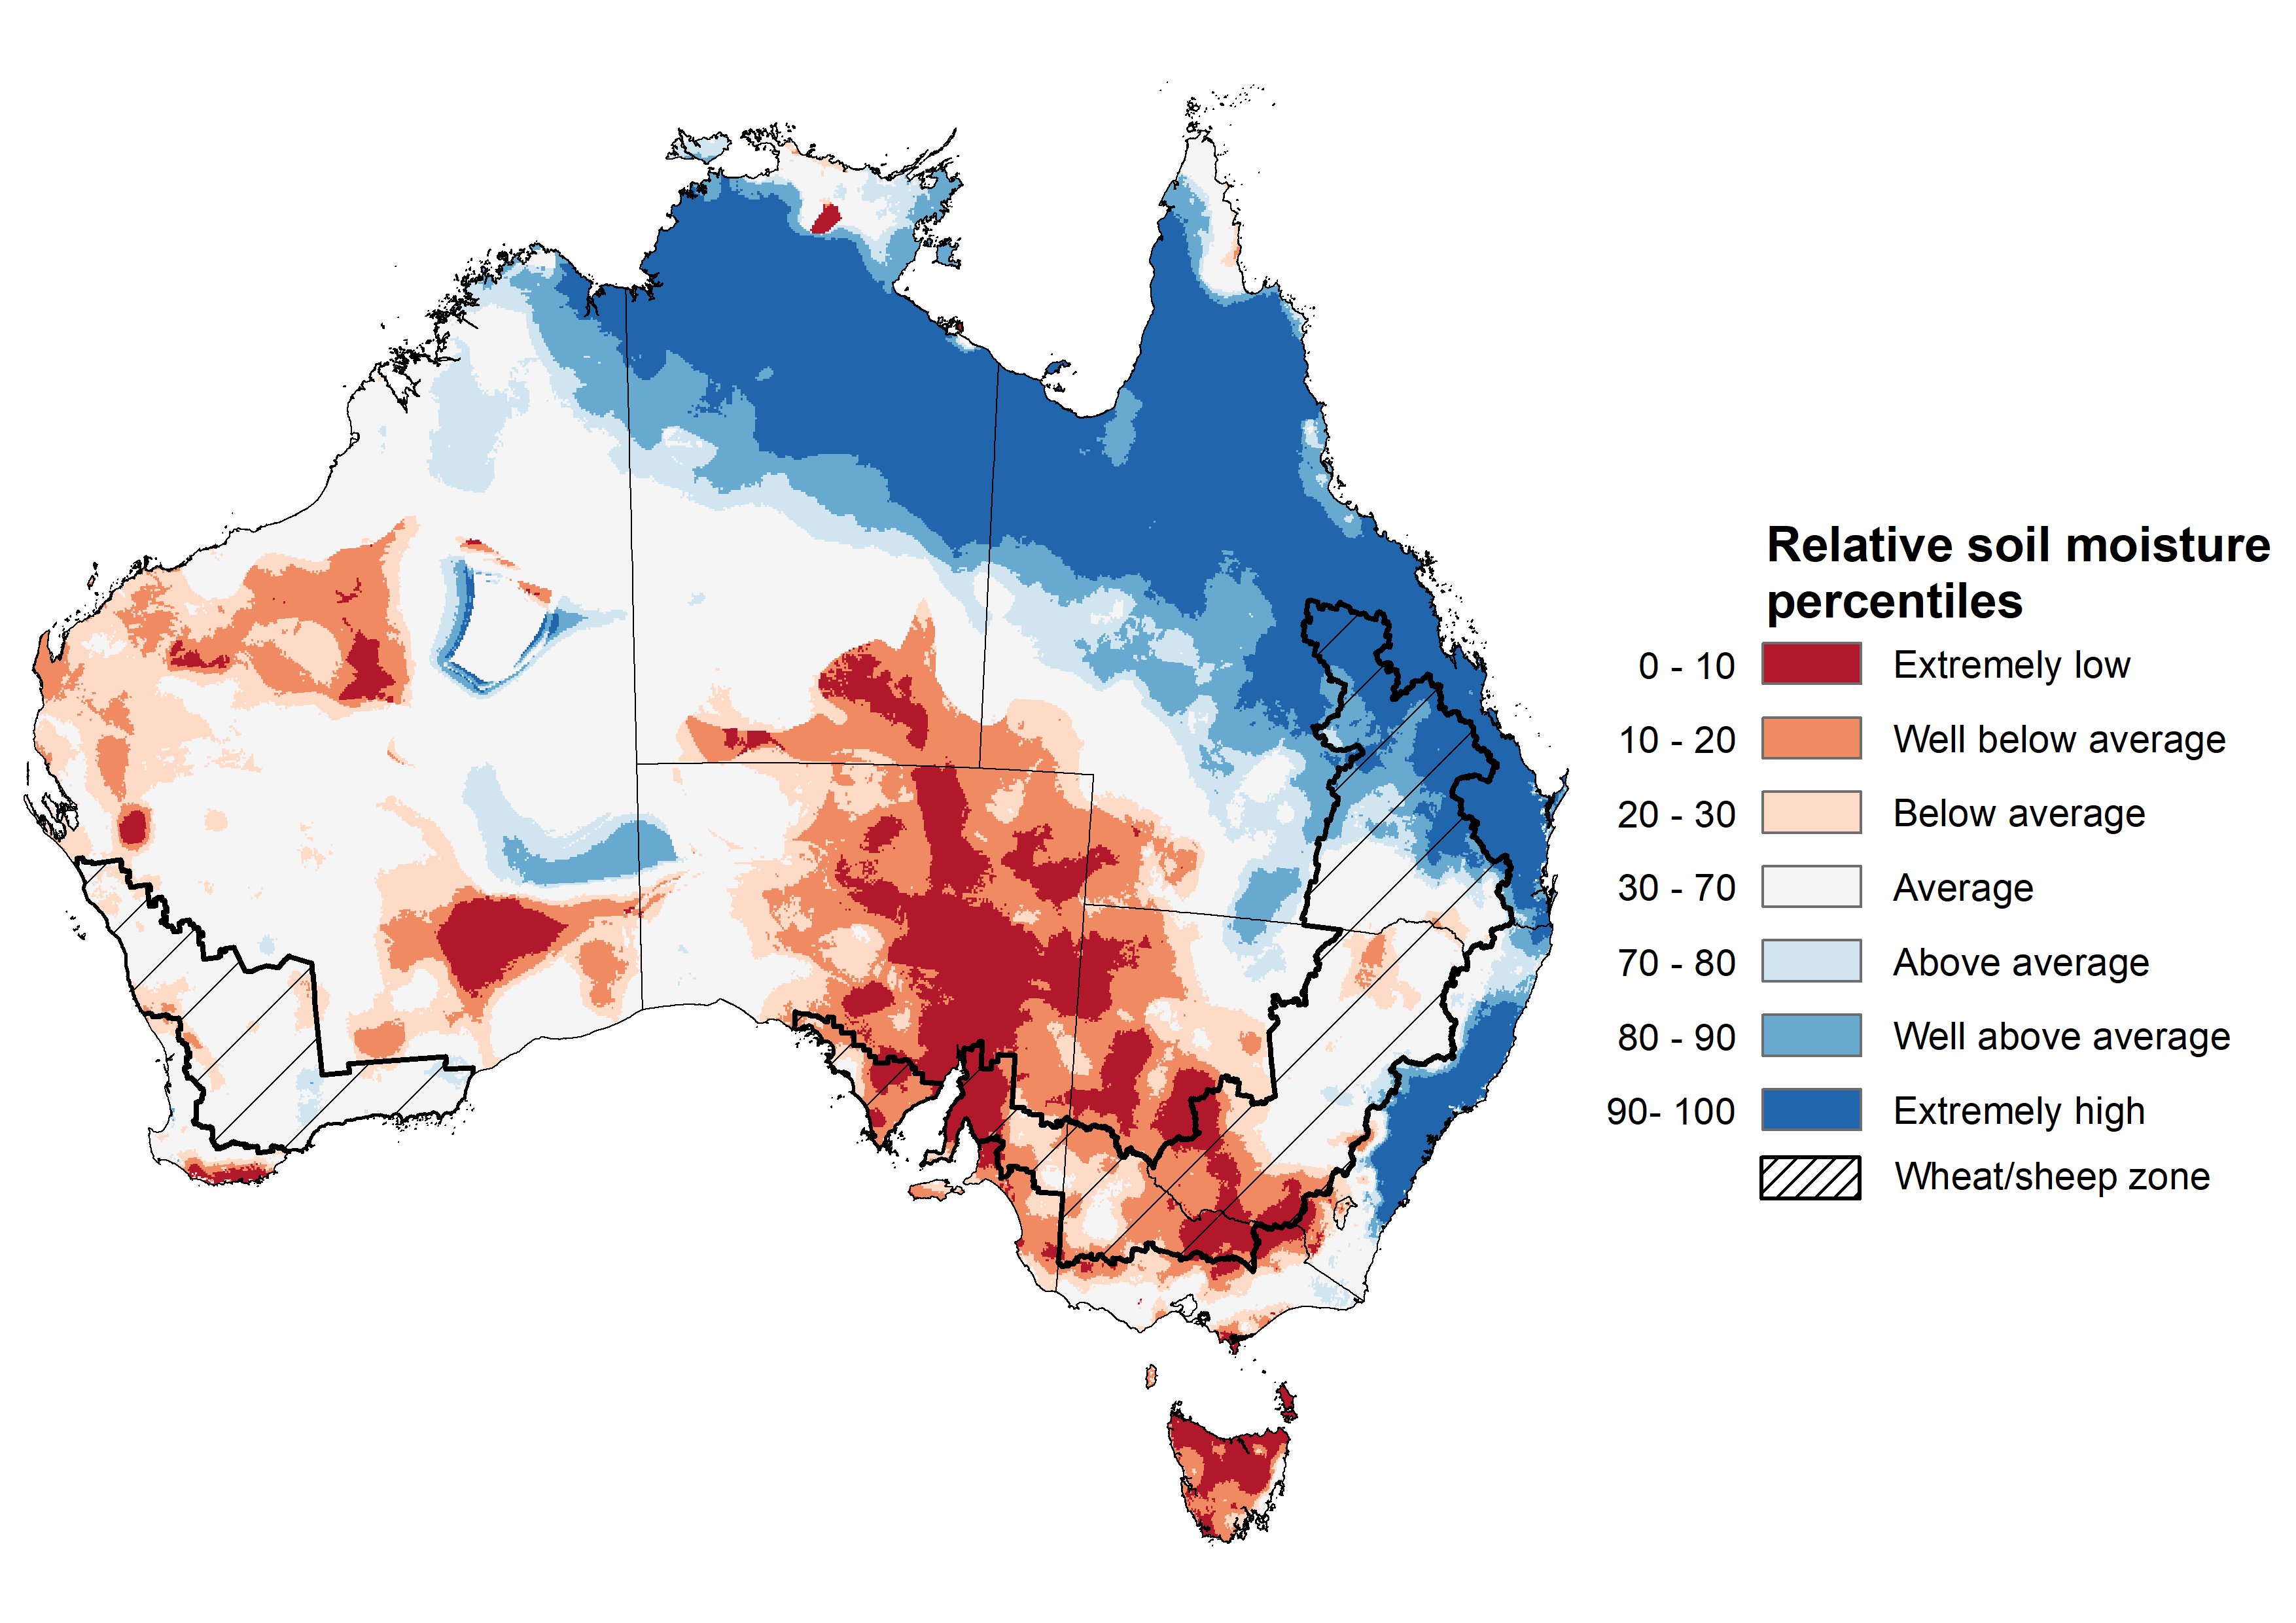 Relative soil moisture
percentiles
0 - 10 Extremely low
10 - 20 Well below average
20 - 30 Below average
30 - 70 Average
70 - 80 Above average
80 - 90 Well above average
90- 100 Extremely high
Wheat/sheep zone